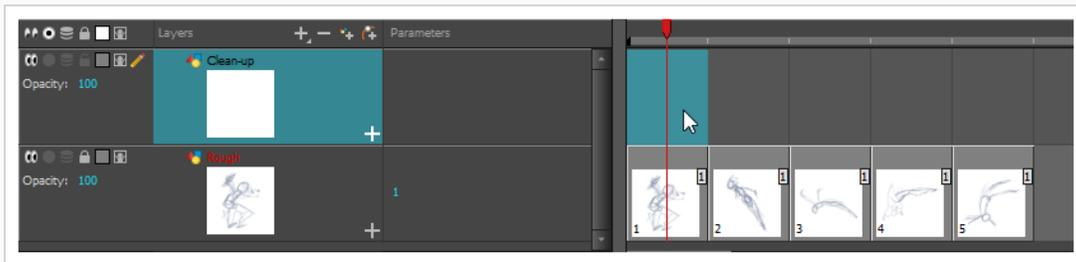 Layers Parameters
Clean-up
Opacity: 100
Rough
Opacity: 100
1
1 1 1 1 1
1 2 3 4 5